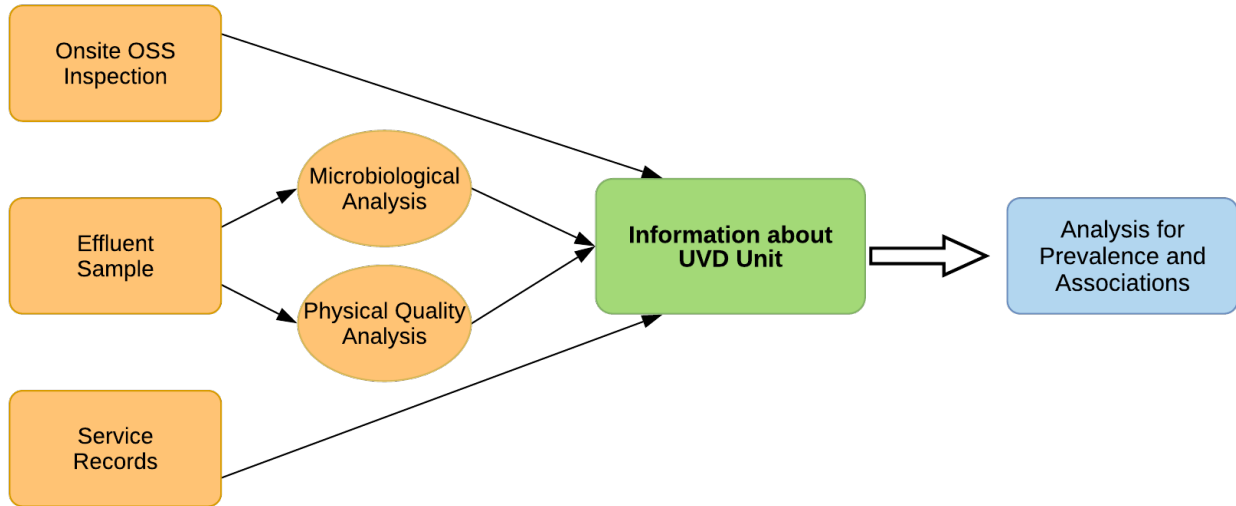 Onsite OSS
Inspection
Microbiological
Analysis
Effluent
Sample
Physical Quality
Analysis
Service
Records
Information about
UVD Unit
Analysis for
Prevalence and
Associations